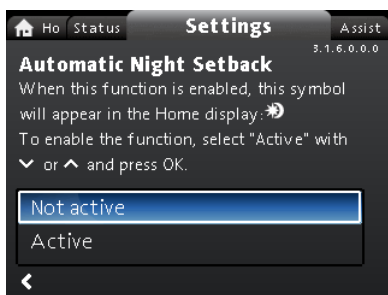 Ho Status Settings Assist
3.1.6.0.0.0
Automatic Night Setback
When this function is enabled, this symbol
will appear in the Home display:
To enable the function, select "Active" with
or and press OK.
Not active
Active